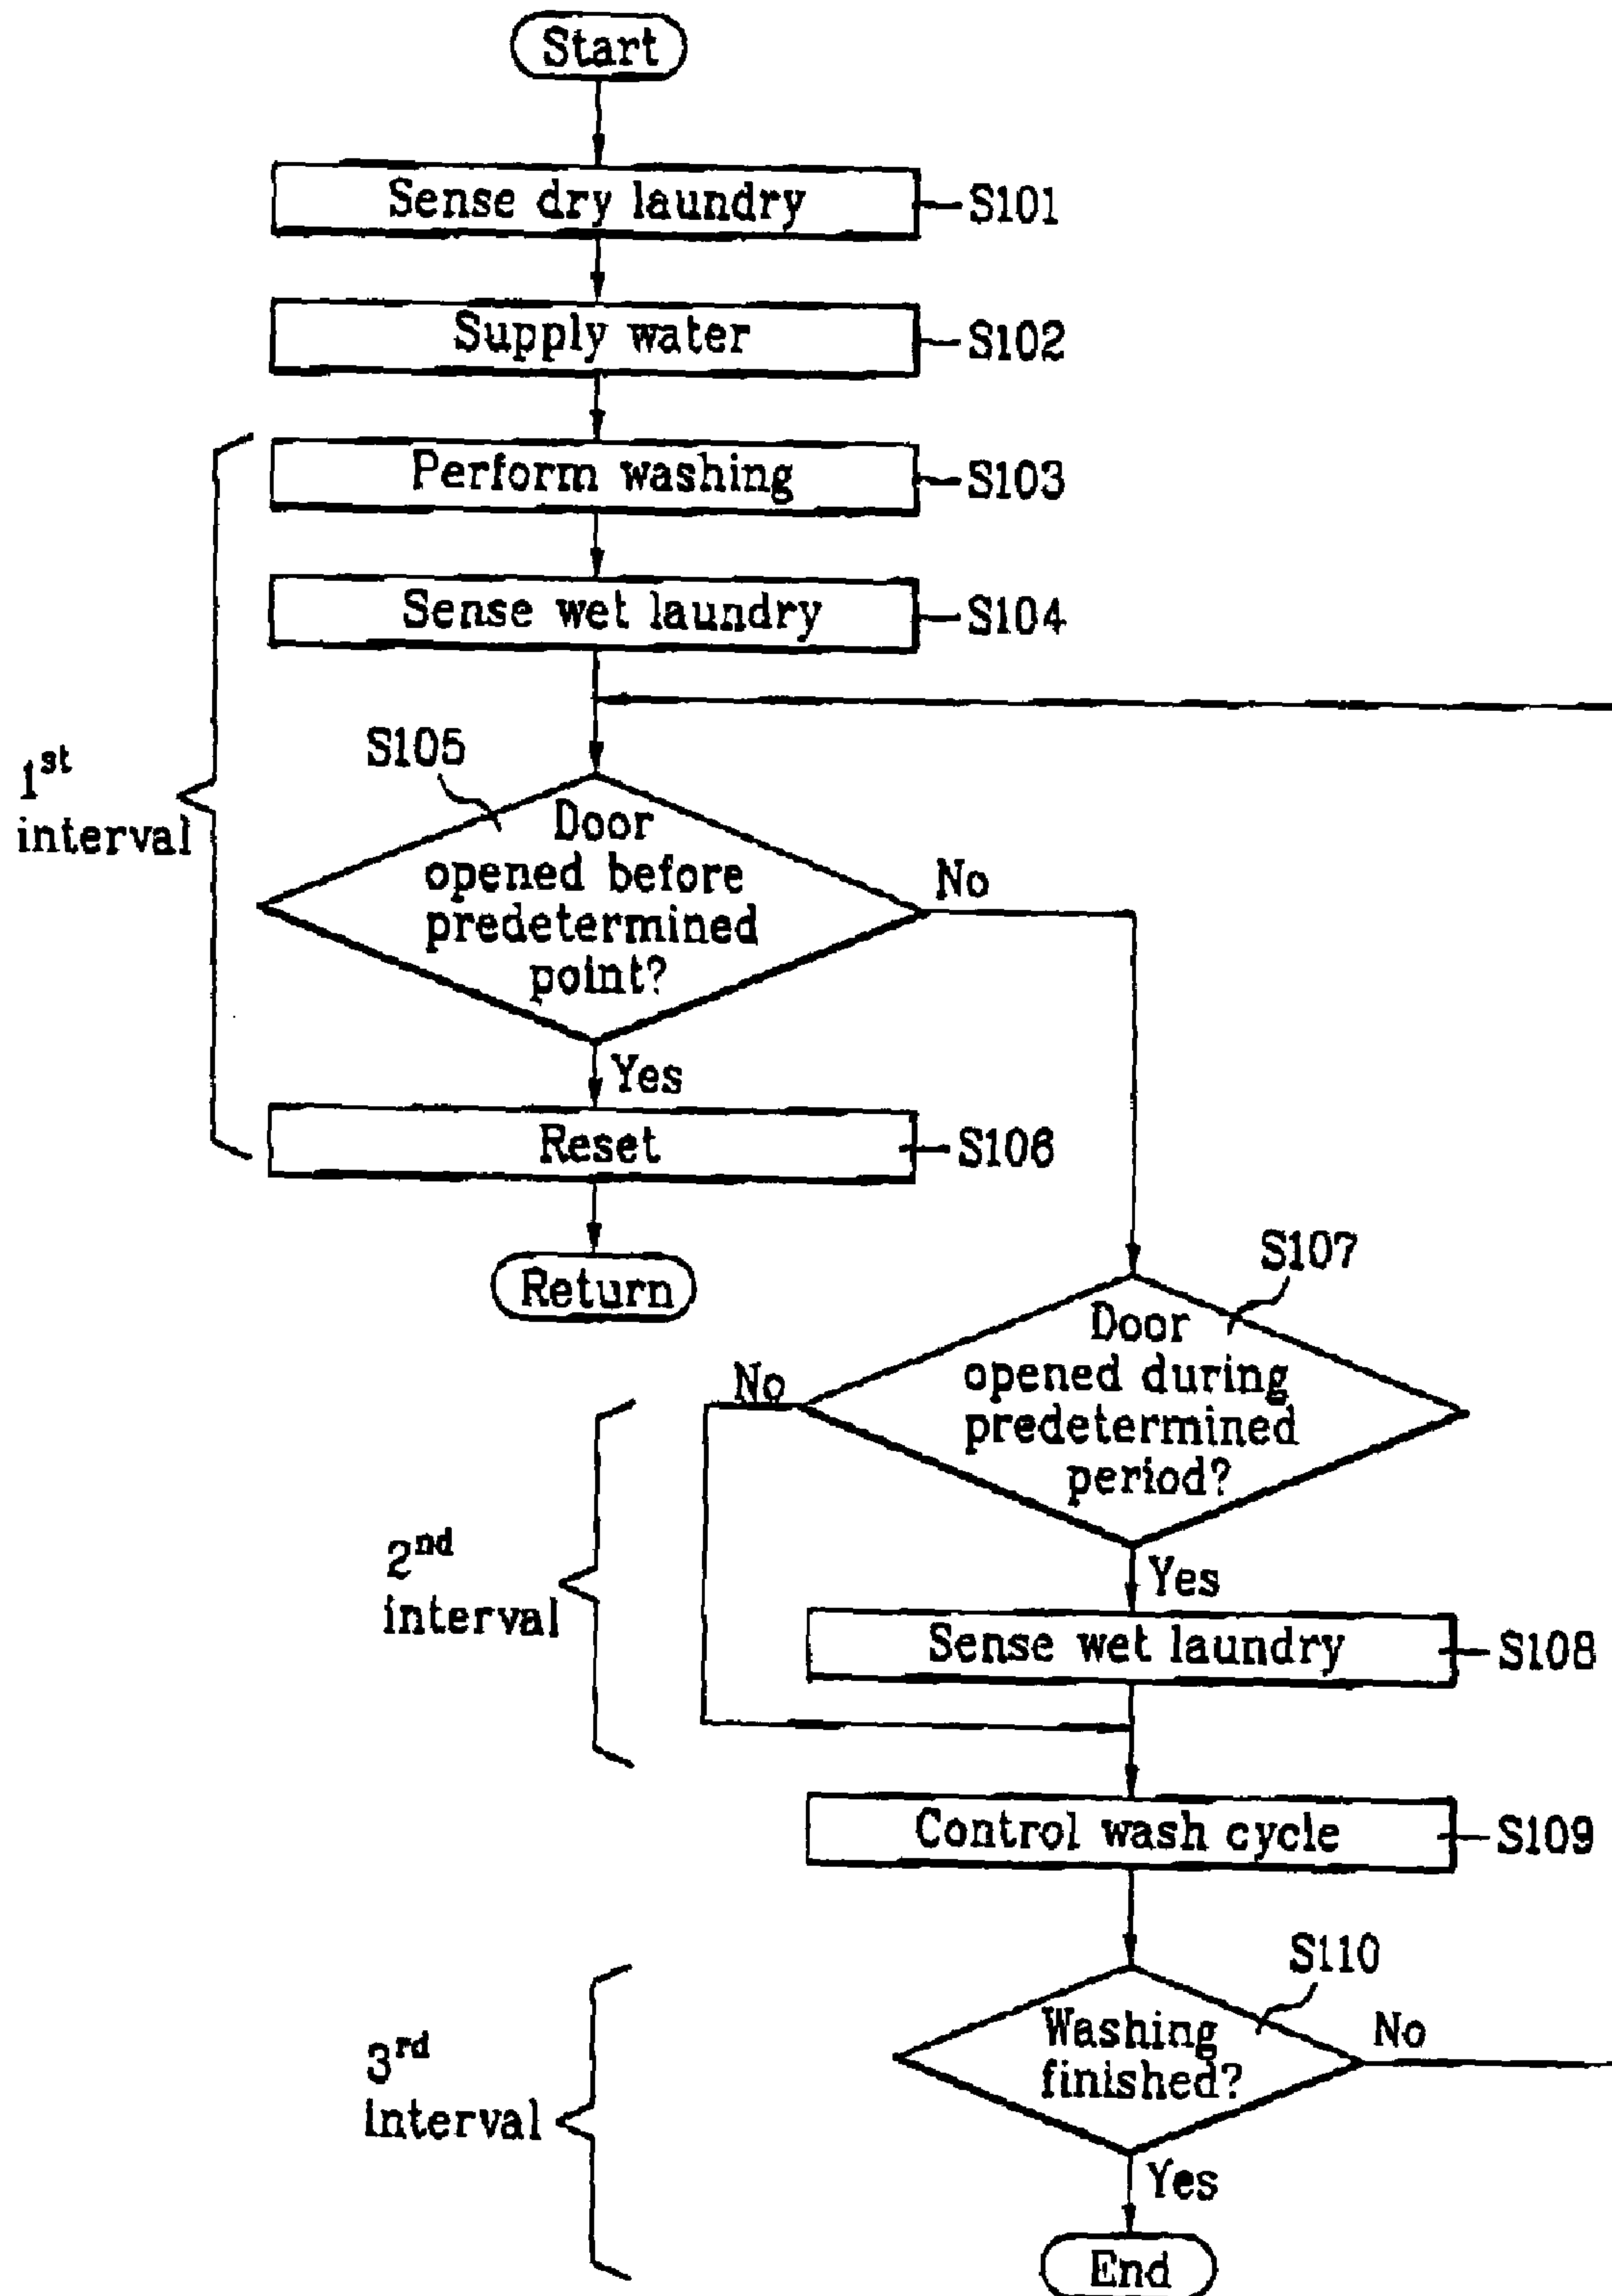 Start
Sense dry laundry
S101
Supply water
S102
Perform washing
S103
Sense wet laundry
S104
S105
1st
interval
Door
opened before
predetermined
point?
No
Yes
Reset
S106
Return
S107
Door
opened during
predetermined
period?
No
2nd
interval
Yes
Sense wet laundry
S108
Control wash cycle
S109
S110
3rd
interval
Washing
finished?
No
Yes
End